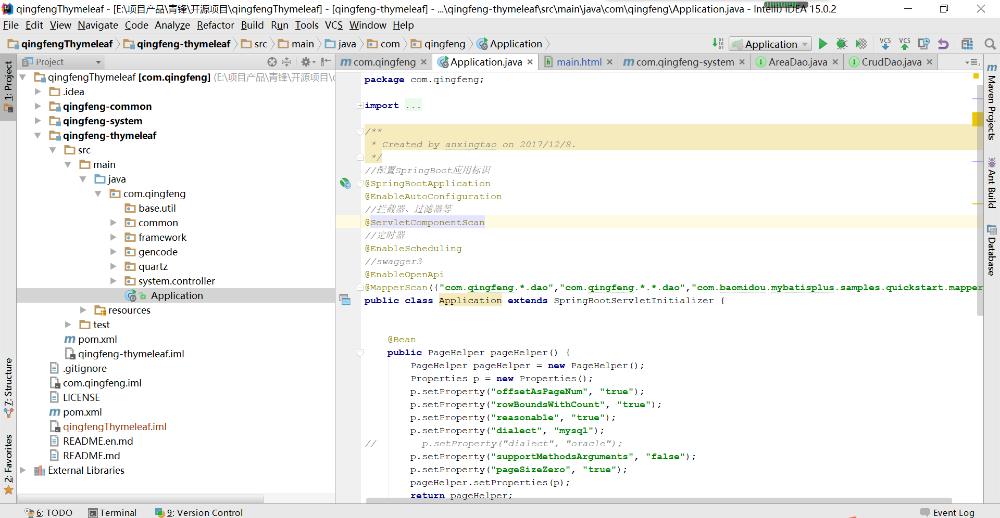 qingfengThymeleaf - [E:\项目产品\青锋\开源项目\qingfengThymeleaf] - [qingfeng-thymeleaf] - ...\qingfeng-thymeleaf\src\main\java\com\qingfeng\Application.java - IntelliJ IDEA 15.0.2
File Edit View Navigate Code Analyze Refactor Build Run Tools VCS Window Help
qingfengThymeleaf qingfeng-thymeleaf src main java com qingfeng Application
Application VCS VCS
Project
com.qingfeng Application.java main.html com.qingfeng-system AreaDao.java CrudDao.java
1: Project
7: Structure
2: Favorites
qingfengThymeleaf [com.qingfeng] (E:\项目产品\青锋\开源项目\
.idea
qingfeng-common
qingfeng-system
qingfeng-thymeleaf
src
main
java
com.qingfeng
base.util
common
framework
gencode
quartz
system.controller
Application
resources
test
pom.xml
qingfeng-thymeleaf.iml
.gitignore
com.qingfeng.iml
LICENSE
pom.xml
qingfengThymeleaf.iml
README.en.md
README.md
External Libraries
package com.qingfeng;
import ...
/**
* Created by anxingtao on 2017/12/8.
*/
//配置SpringBoot应用标识
@SpringBootApplication
@EnableAutoConfiguration
//拦截器、过滤器等
@ServletComponentScan
//定时器
@EnableScheduling
//swagger3
@EnableOpenApi
@MapperScan({"com.qingfeng.*.dao","com.qingfeng.*.*.dao","com.baomidou.mybatisplus.samples.quickstart.mapper
public class Application extends SpringBootServletInitializer {
@Bean
public PageHelper pageHelper() {
PageHelper pageHelper = new PageHelper();
Properties p = new Properties();
p.setProperty("offsetAsPageNum", "true");
p.setProperty("rowBoundsWithCount", "true");
p.setProperty("reasonable", "true");
p.setProperty("dialect", "mysql");
// p.setProperty("dialect", "oracle");
p.setProperty("supportMethodsArguments", "false");
p.setProperty("pageSizeZero", "true");
pageHelper.setProperties(p);
return pageHelper;
Maven Projects
Ant Build
Database
6: TODO Terminal 9: Version Control Event Log